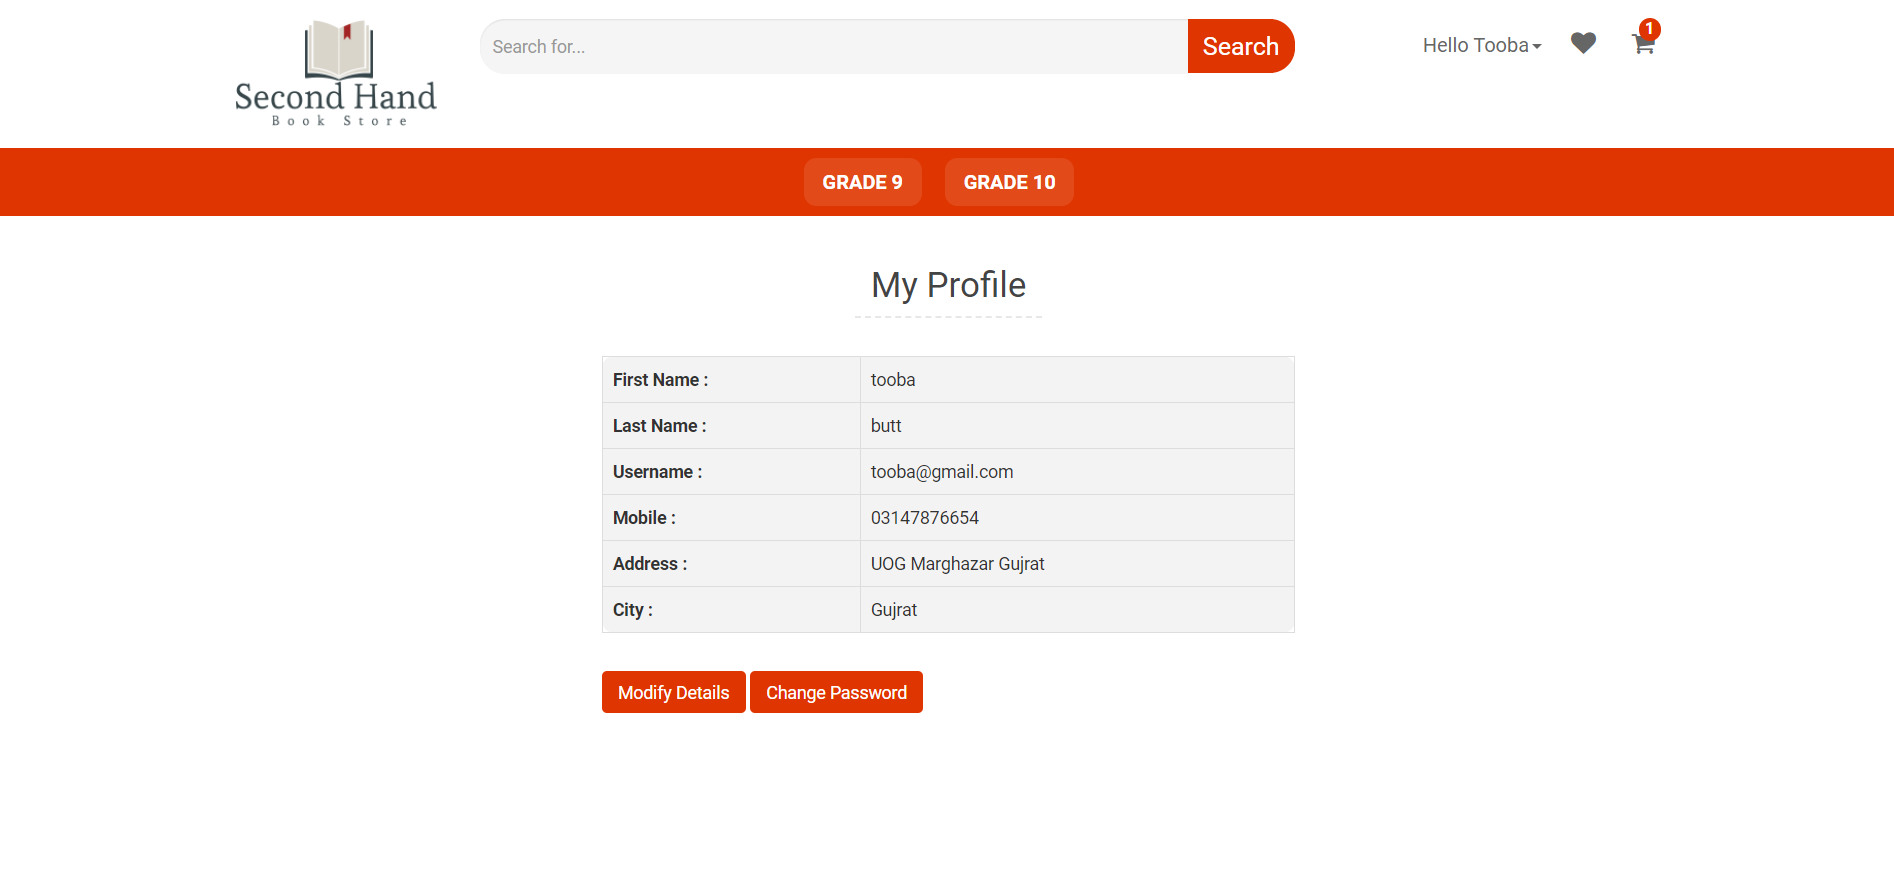 Second Hand
Book Store
Search for...
Search
Hello Tooba
1
GRADE 9
GRADE 10
My Profile
First Name : tooba
Last Name : butt
Username : tooba@gmail.com
Mobile : 03147876654
Address : UOG Marghazar Gujrat
City : Gujrat
Modify Details
Change Password